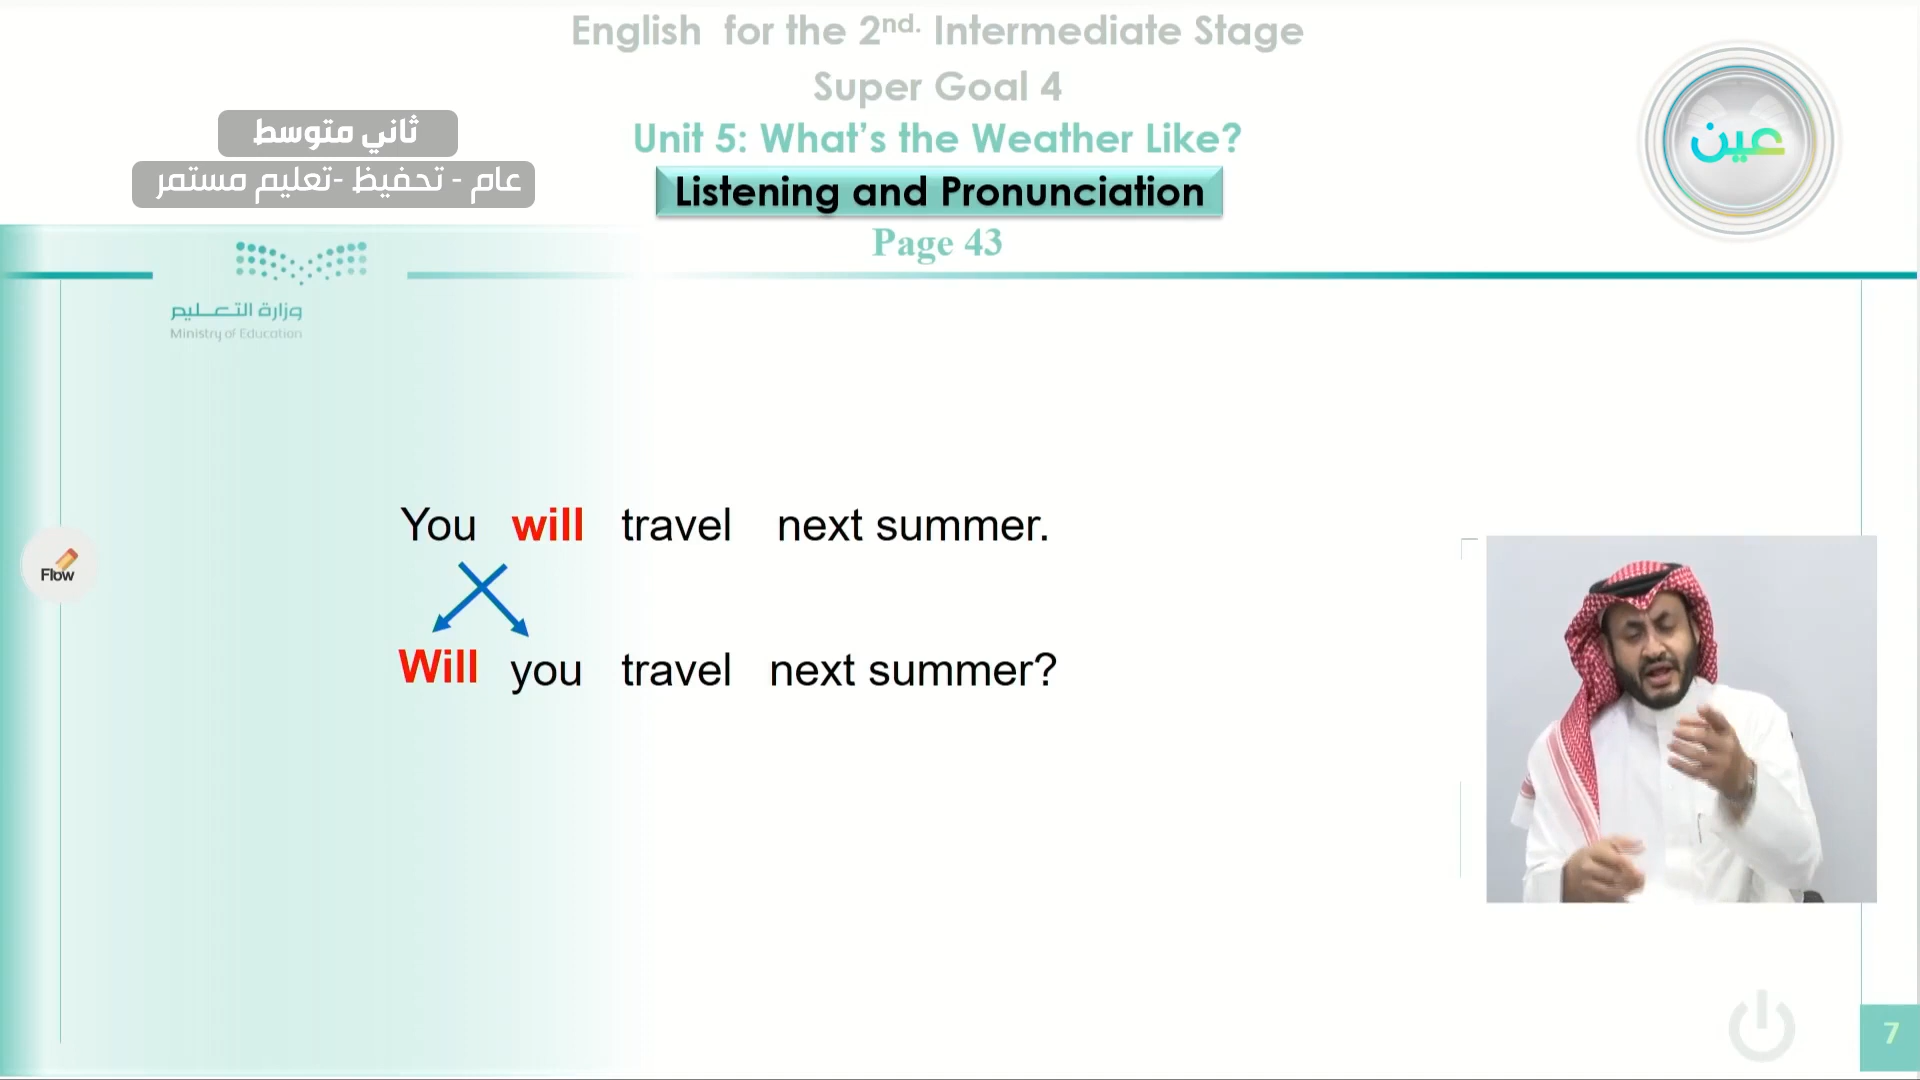 English for the 2nd. Intermediate Stage
Super Goal 4
Unit 5: What's the Weather Like?
Listening and Pronunciation
Page 43
ثاني متوسط
عام - تحفيظ -تعليم مستمر
عين
وزارة التعليم
Ministry of Education
You will travel next summer.
Flow
Will you travel next summer?
7